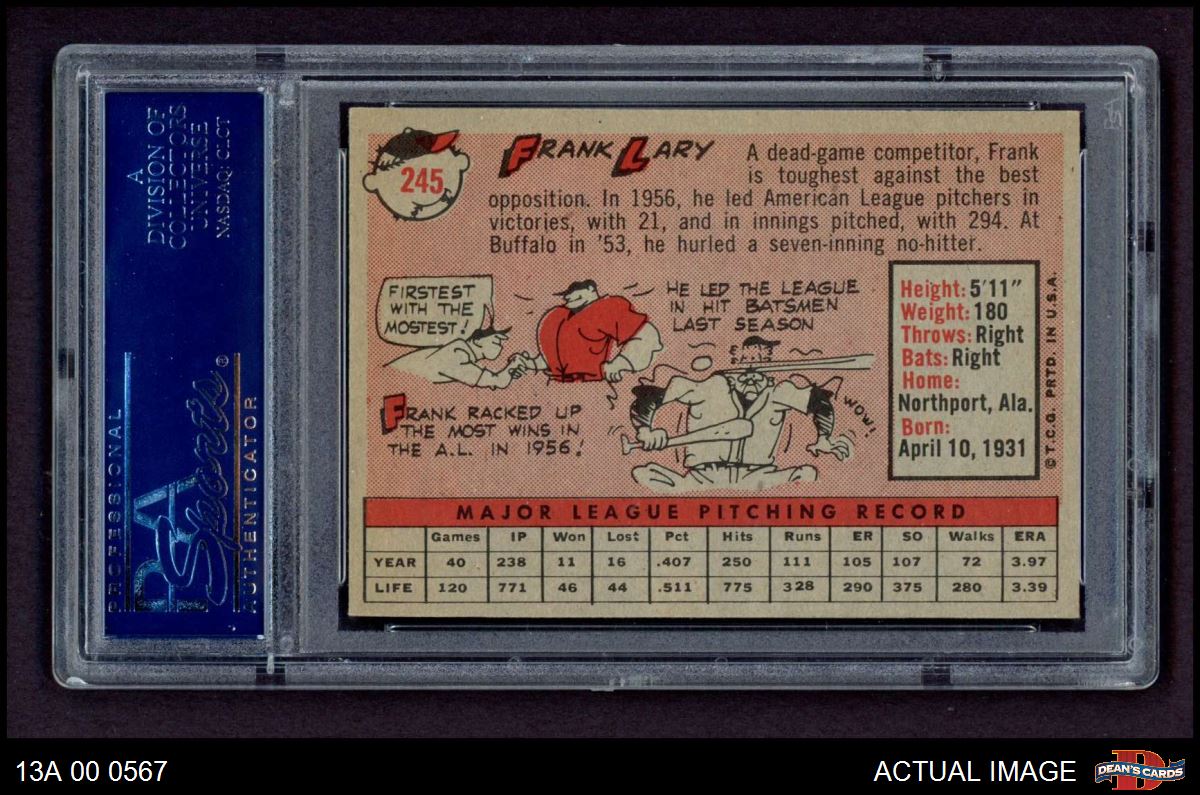 A
DIVISION OF
COLLECTORS
UNIVERSE
NASDAQ: CLCT
PROFESSIONAL
PSA
Sports®
AUTHENTICATOR
245
FRANK LARY
A dead-game competitor, Frank
is toughest against the best
opposition. In 1956, he led American League pitchers in
victories, with 21, and in innings pitched, with 294. At
Buffalo in '53, he hurled a seven-inning no-hitter.
FIRSTEST
WITH THE
MOSTEST!
HE LED THE LEAGUE
IN HIT BATSMEN
LAST SEASON
FRANK RACKED UP
THE MOST WINS IN
THE A.L. IN 1956!
WOW!
Height: 5'11"
Weight: 180
Throws: Right
Bats: Right
Home:
Northport, Ala.
Born:
April 10, 1931
© T.C.G. PRTD. IN U.S.A.
MAJOR LEAGUE PITCHING RECORD
Games IP Won Lost Pct Hits Runs ER SO Walks ERA
YEAR 40 238 11 16 .407 250 111 105 107 72 3.97
LIFE 120 771 46 44 .511 775 328 290 375 280 3.39
13A 00 0567
ACTUAL IMAGE
D
DEAN'S CARDS